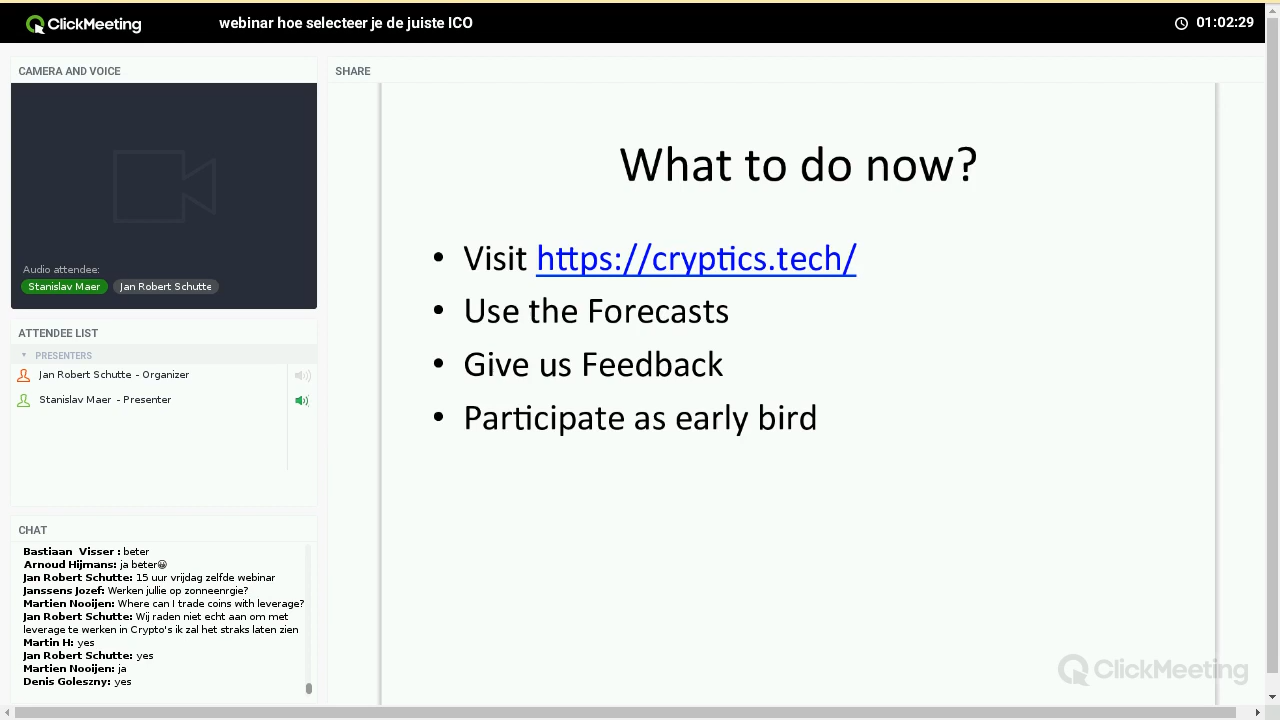 ClickMeeting
webinar hoe selecteer je de juiste ICO
01:02:29
CAMERA AND VOICE
Audio attendee:
Stanislav Maer
Jan Robert Schutte
ATTENDEE LIST
PRESENTERS
Jan Robert Schutte - Organizer
Stanislav Maer - Presenter
CHAT
Bastiaan Visser : beter
Arnoud Hijmans: ja beter😀
Jan Robert Schutte: 15 uur vrijdag zelfde webinar
Janssens Jozef: Werken jullie op zonneenrgie?
Martien Nooijen: Where can I trade coins with leverage?
Jan Robert Schutte: Wij raden niet echt aan om met
leverage te werken in Crypto's ik zal het straks laten zien
Martin H: yes
Jan Robert Schutte: yes
Martien Nooijen: ja
Denis Goleszny: yes
SHARE
What to do now?
• Visit https://cryptics.tech/
• Use the Forecasts
• Give us Feedback
• Participate as early bird
ClickMeeting